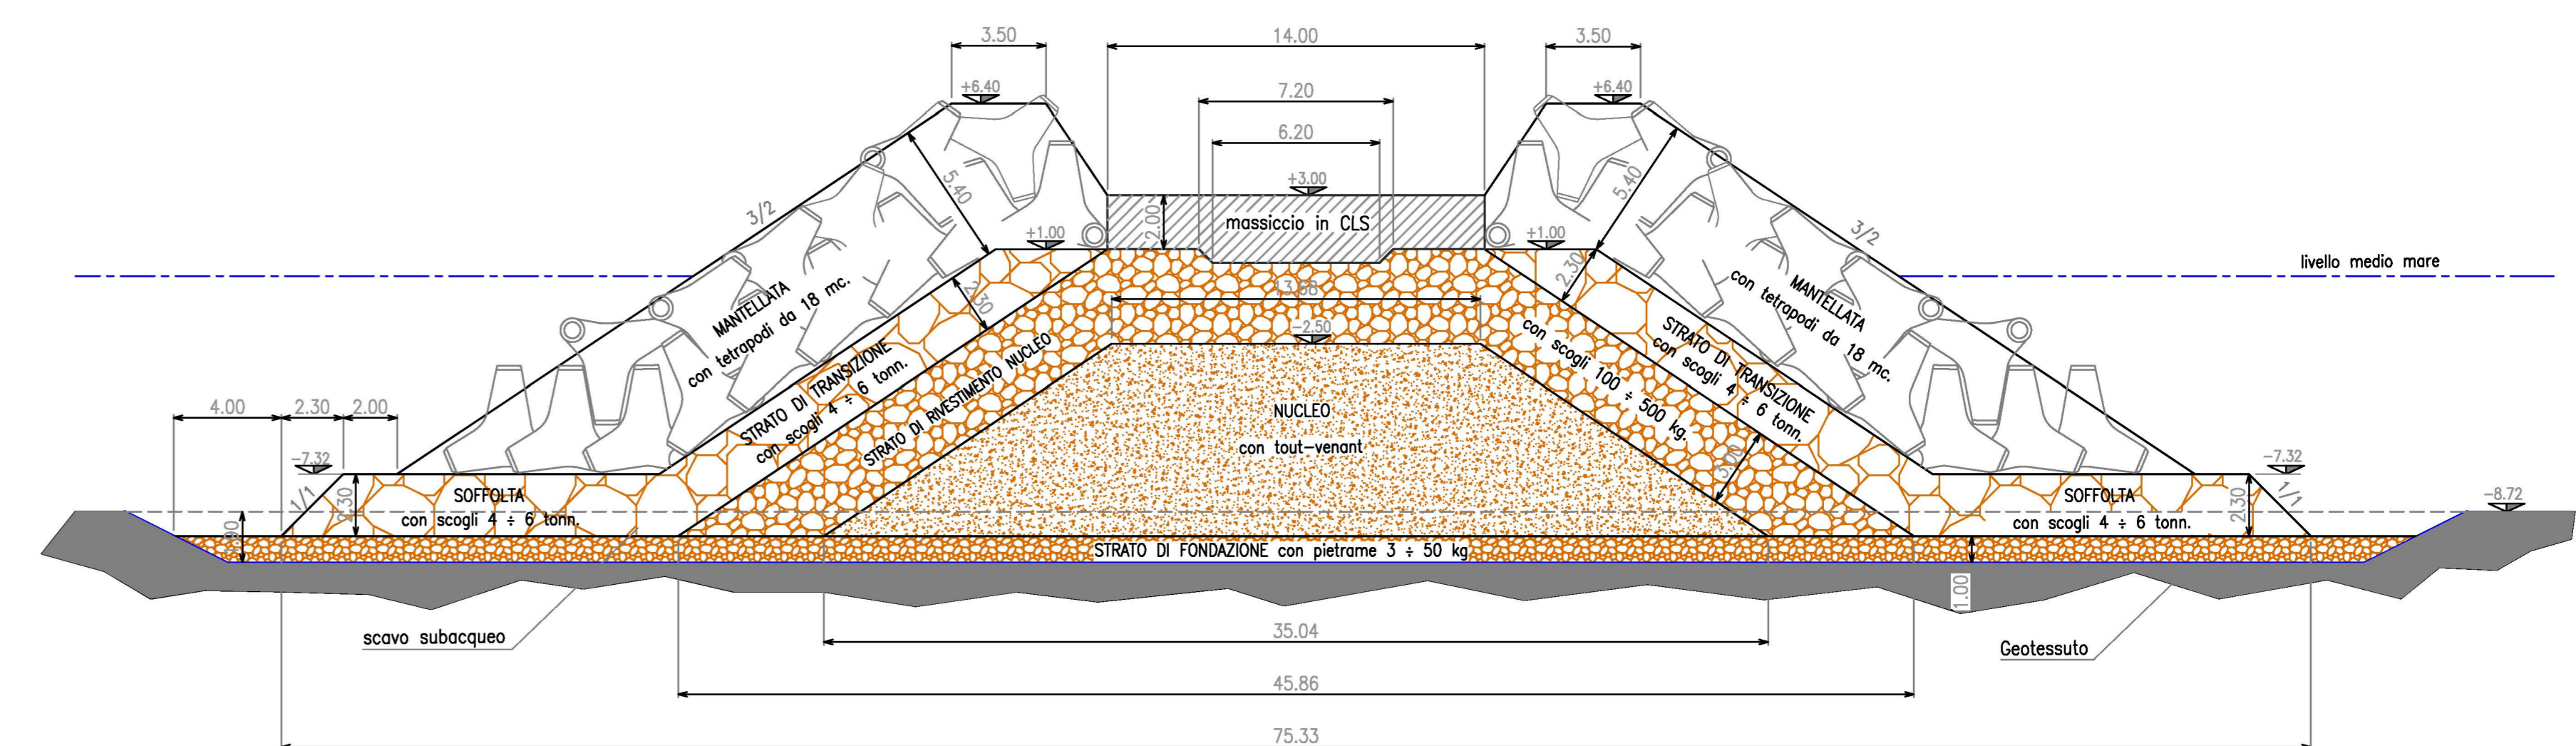 3.50
14.00
3.50
+6.40
7.20
+6.40
6.20
5.40
+3.00
5.40
3/2
2.00
massiccio in CLS
3/2
+1.00
+1.00
livello medio mare
2.30
2.30
MANTELLATA
con tetrapodi da 18 mc.
MANTELLATA
con tetrapodi da 18 mc.
-2.50
STRATO DI TRANSIZIONE
con scogli 4 ÷ 6 tonn.
STRATO DI RIVESTIMENTO NUCLEO
con scogli 100 ÷ 500 kg.
STRATO DI TRANSIZIONE
con scogli 4 ÷ 6 tonn.
4.00
2.30
2.00
NUCLEO
con tout-venant
3.00
-7.32
-7.32
1/1
2.30
SOFFOLTA
con scogli 4 ÷ 6 tonn.
SOFFOLTA
con scogli 4 ÷ 6 tonn.
2.30
1/1
-8.72
STRATO DI FONDAZIONE con pietrame 3 ÷ 50 kg
1.00
scavo subacqueo
35.04
Geotessuto
45.86
75.33